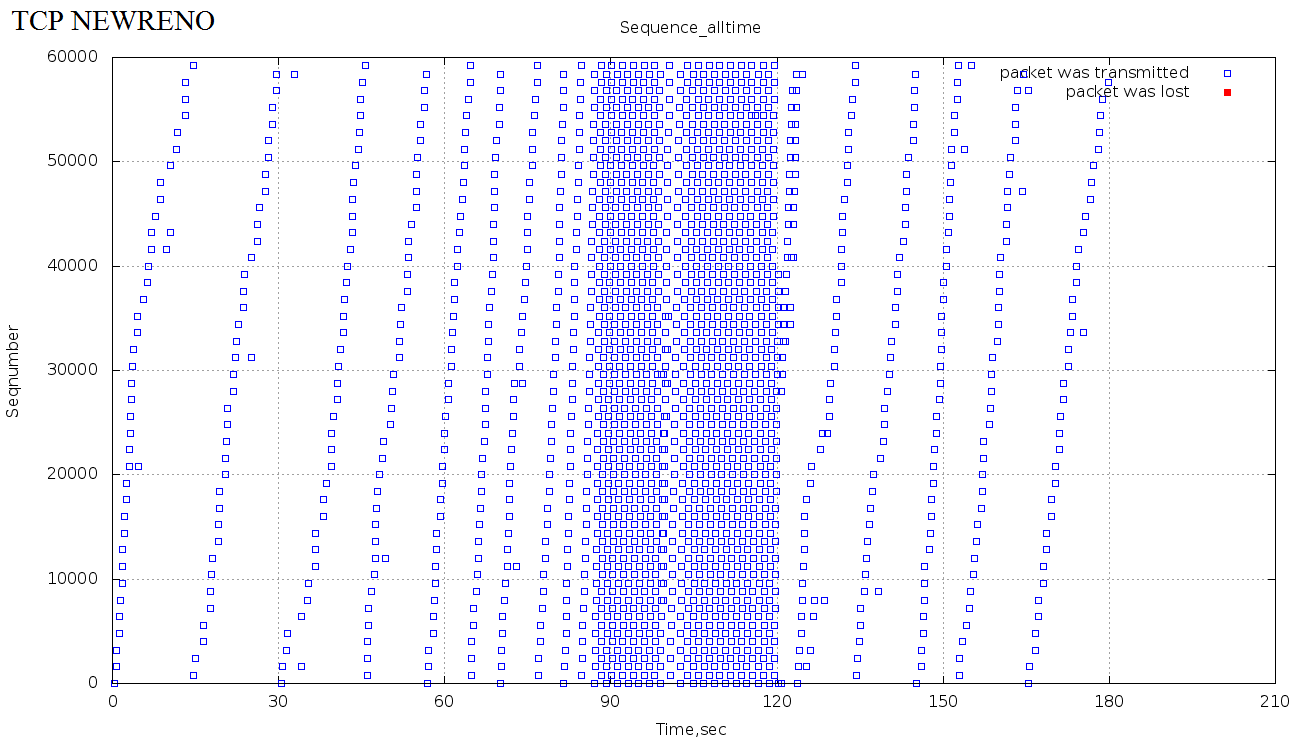 TCP NEWRENO
Sequence_alltime
60000
50000
40000
30000
20000
10000
0
Seqnumber
packet was transmitted
packet was lost
0 30 60 90 120 150 180 210
Time,sec